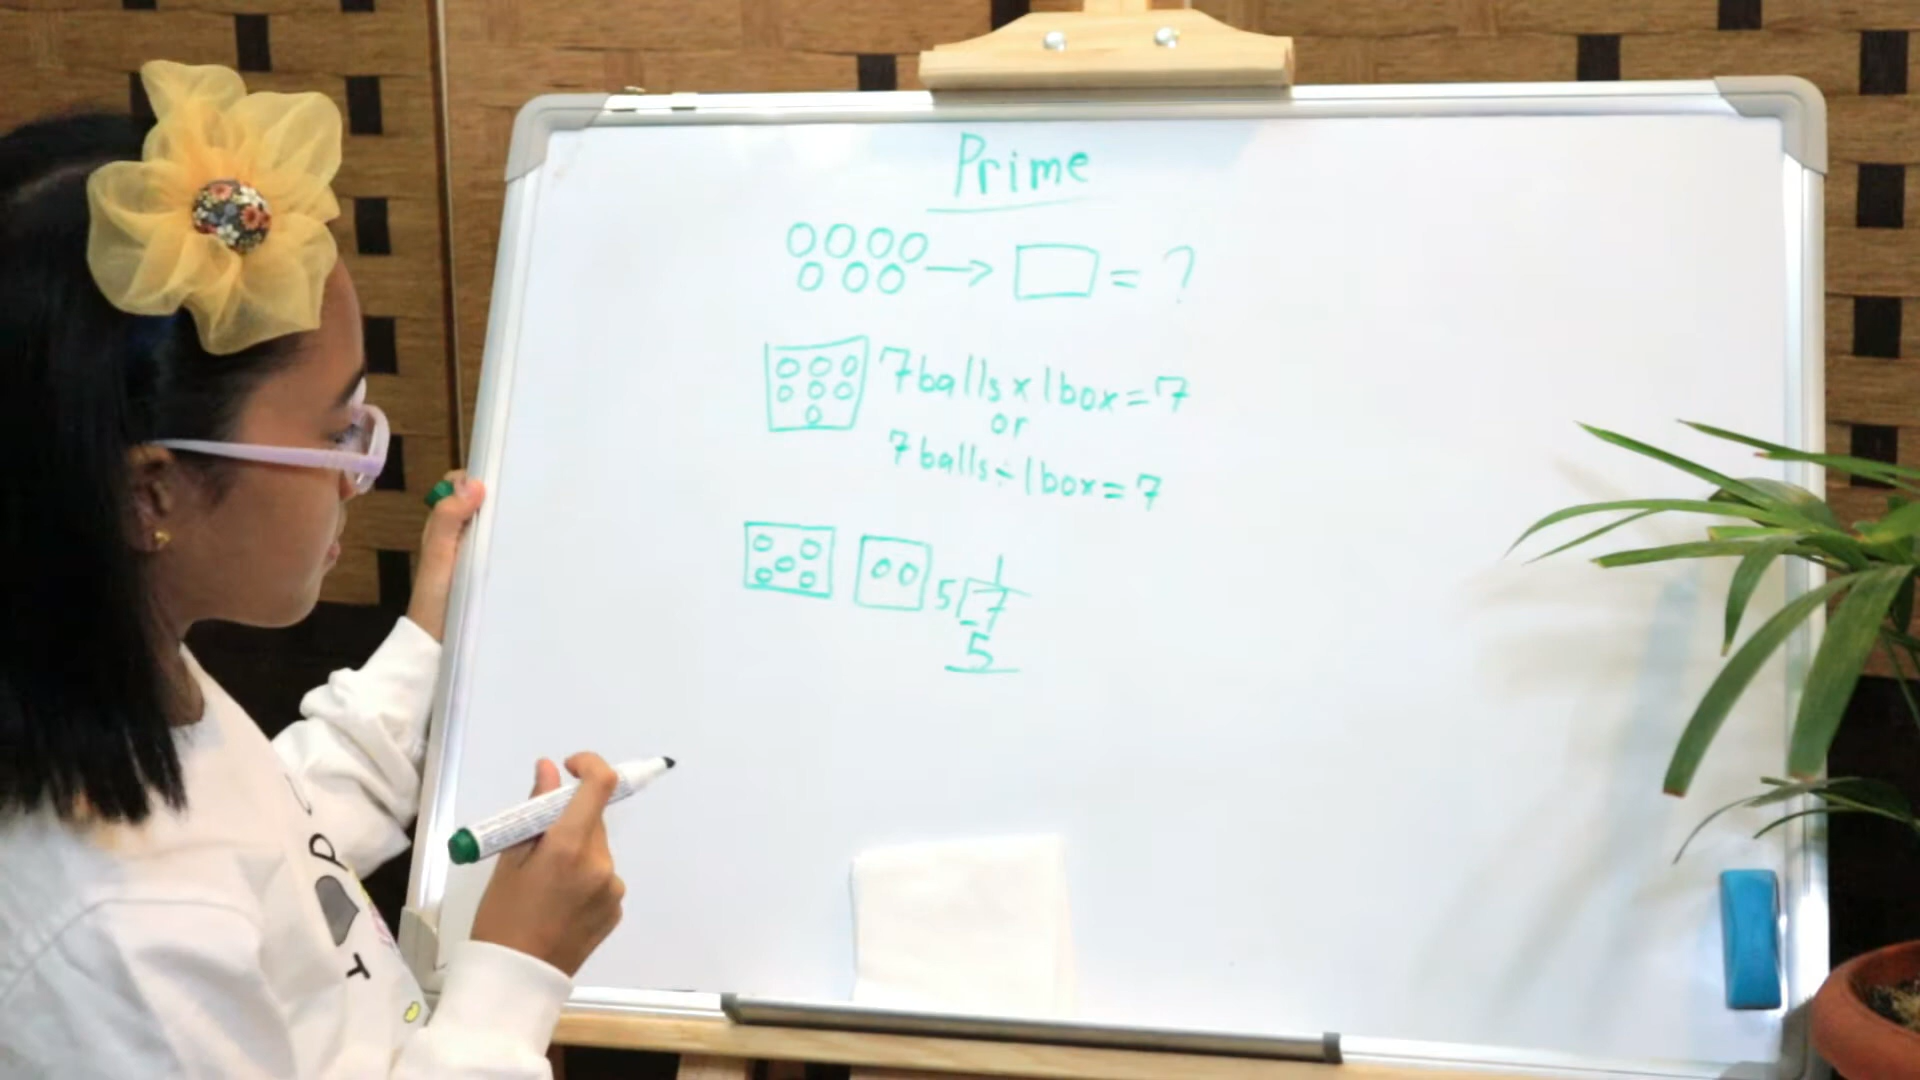 Prime
→ □ = ?
7 balls x 1 box = 7
or
7 balls ÷ 1 box = 7
1
5 7
- 5
P
T